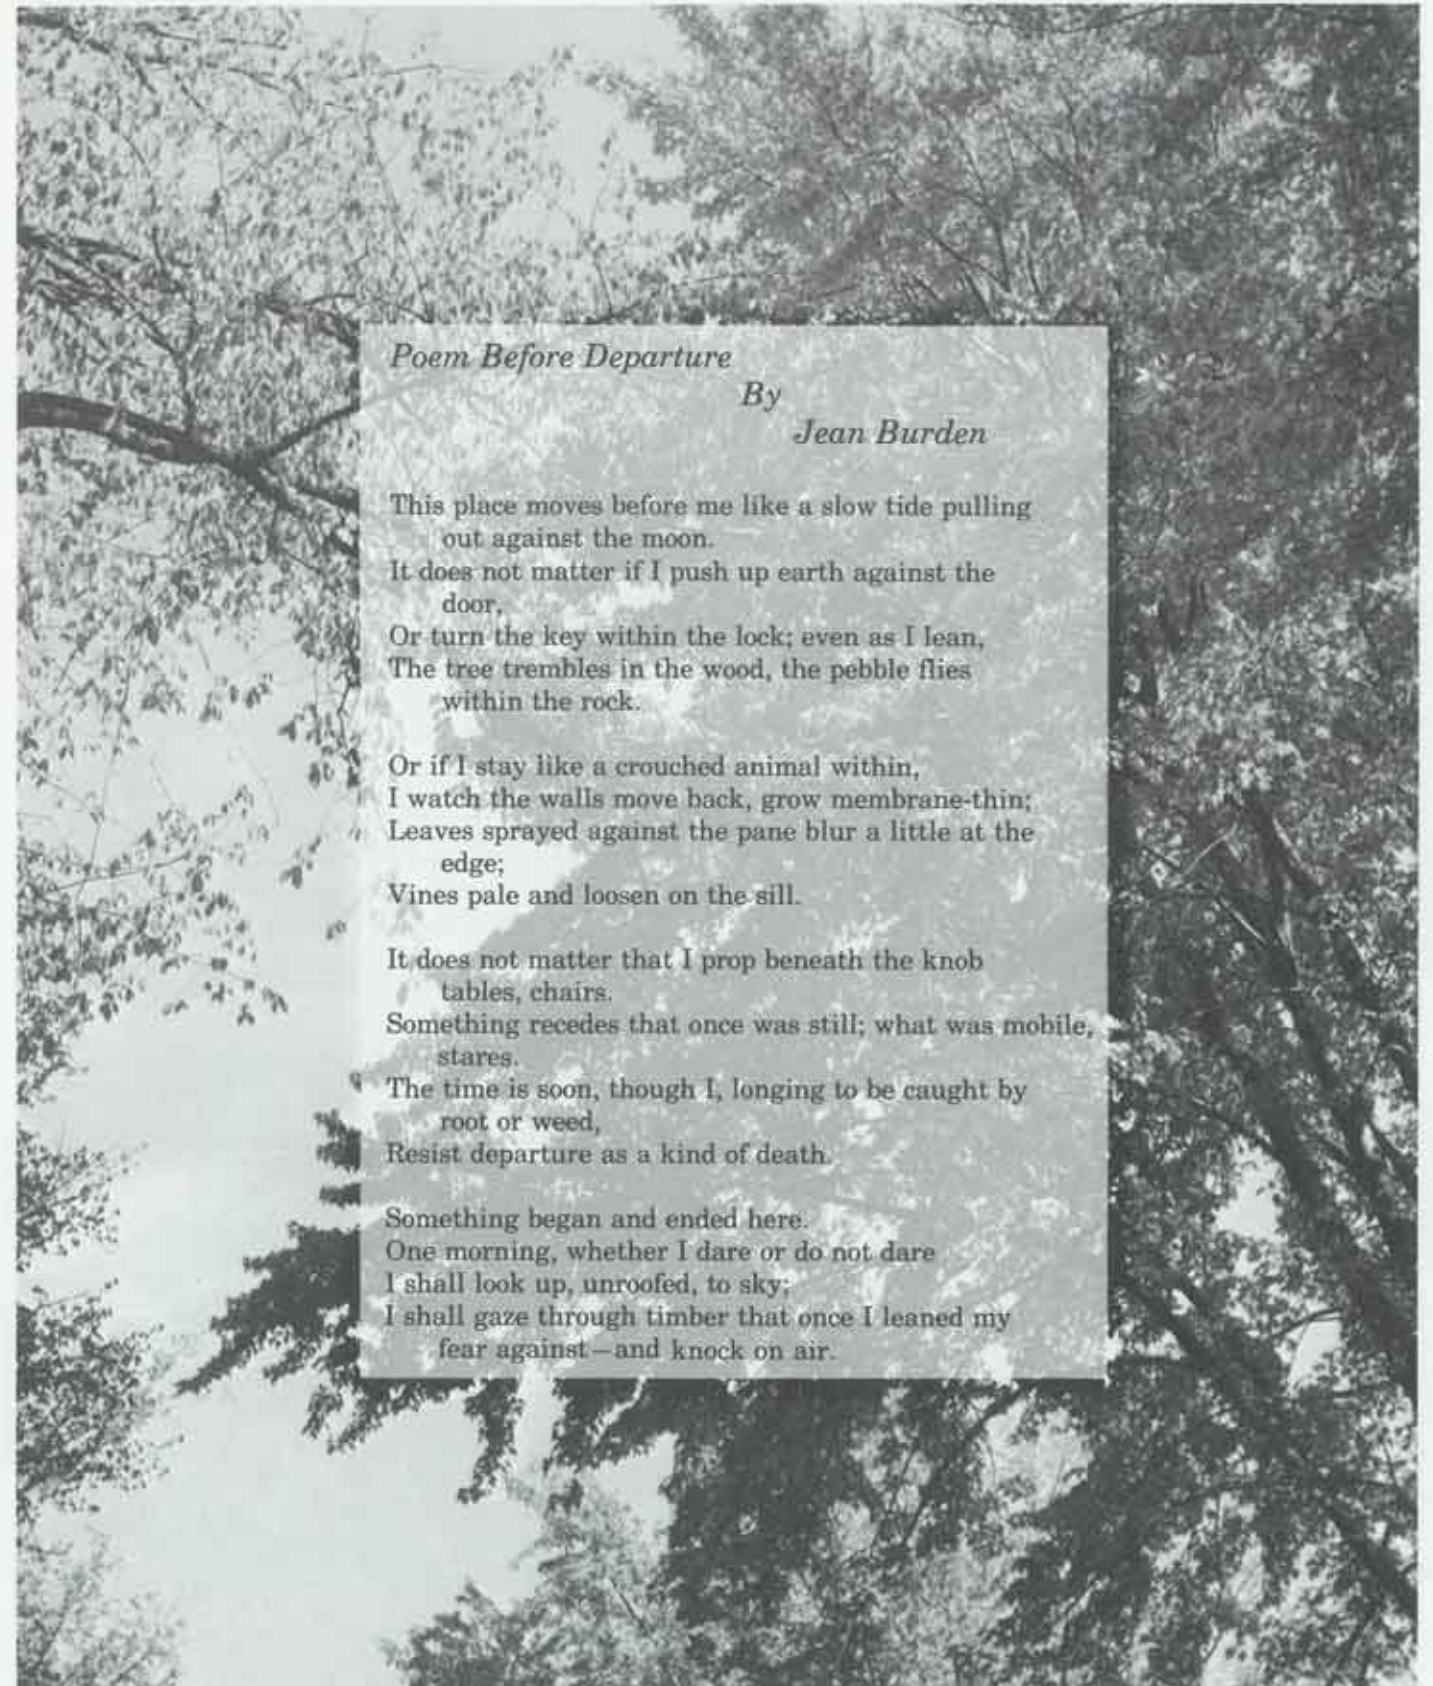 Poem Before Departure
By
Jean Burden
This place moves before me like a slow tide pulling
out against the moon.
It does not matter if I push up earth against the
door,
Or turn the key within the lock; even as I lean,
The tree trembles in the wood, the pebble flies
within the rock.
Or if I stay like a crouched animal within,
I watch the walls move back, grow membrane-thin;
Leaves sprayed against the pane blur a little at the
edge;
Vines pale and loosen on the sill.
It does not matter that I prop beneath the knob
tables, chairs.
Something recedes that once was still; what was mobile,
stares.
The time is soon, though I, longing to be caught by
root or weed,
Resist departure as a kind of death.
Something began and ended here.
One morning, whether I dare or do not dare
I shall look up, unroofed, to sky;
I shall gaze through timber that once I leaned my
fear against—and knock on air.